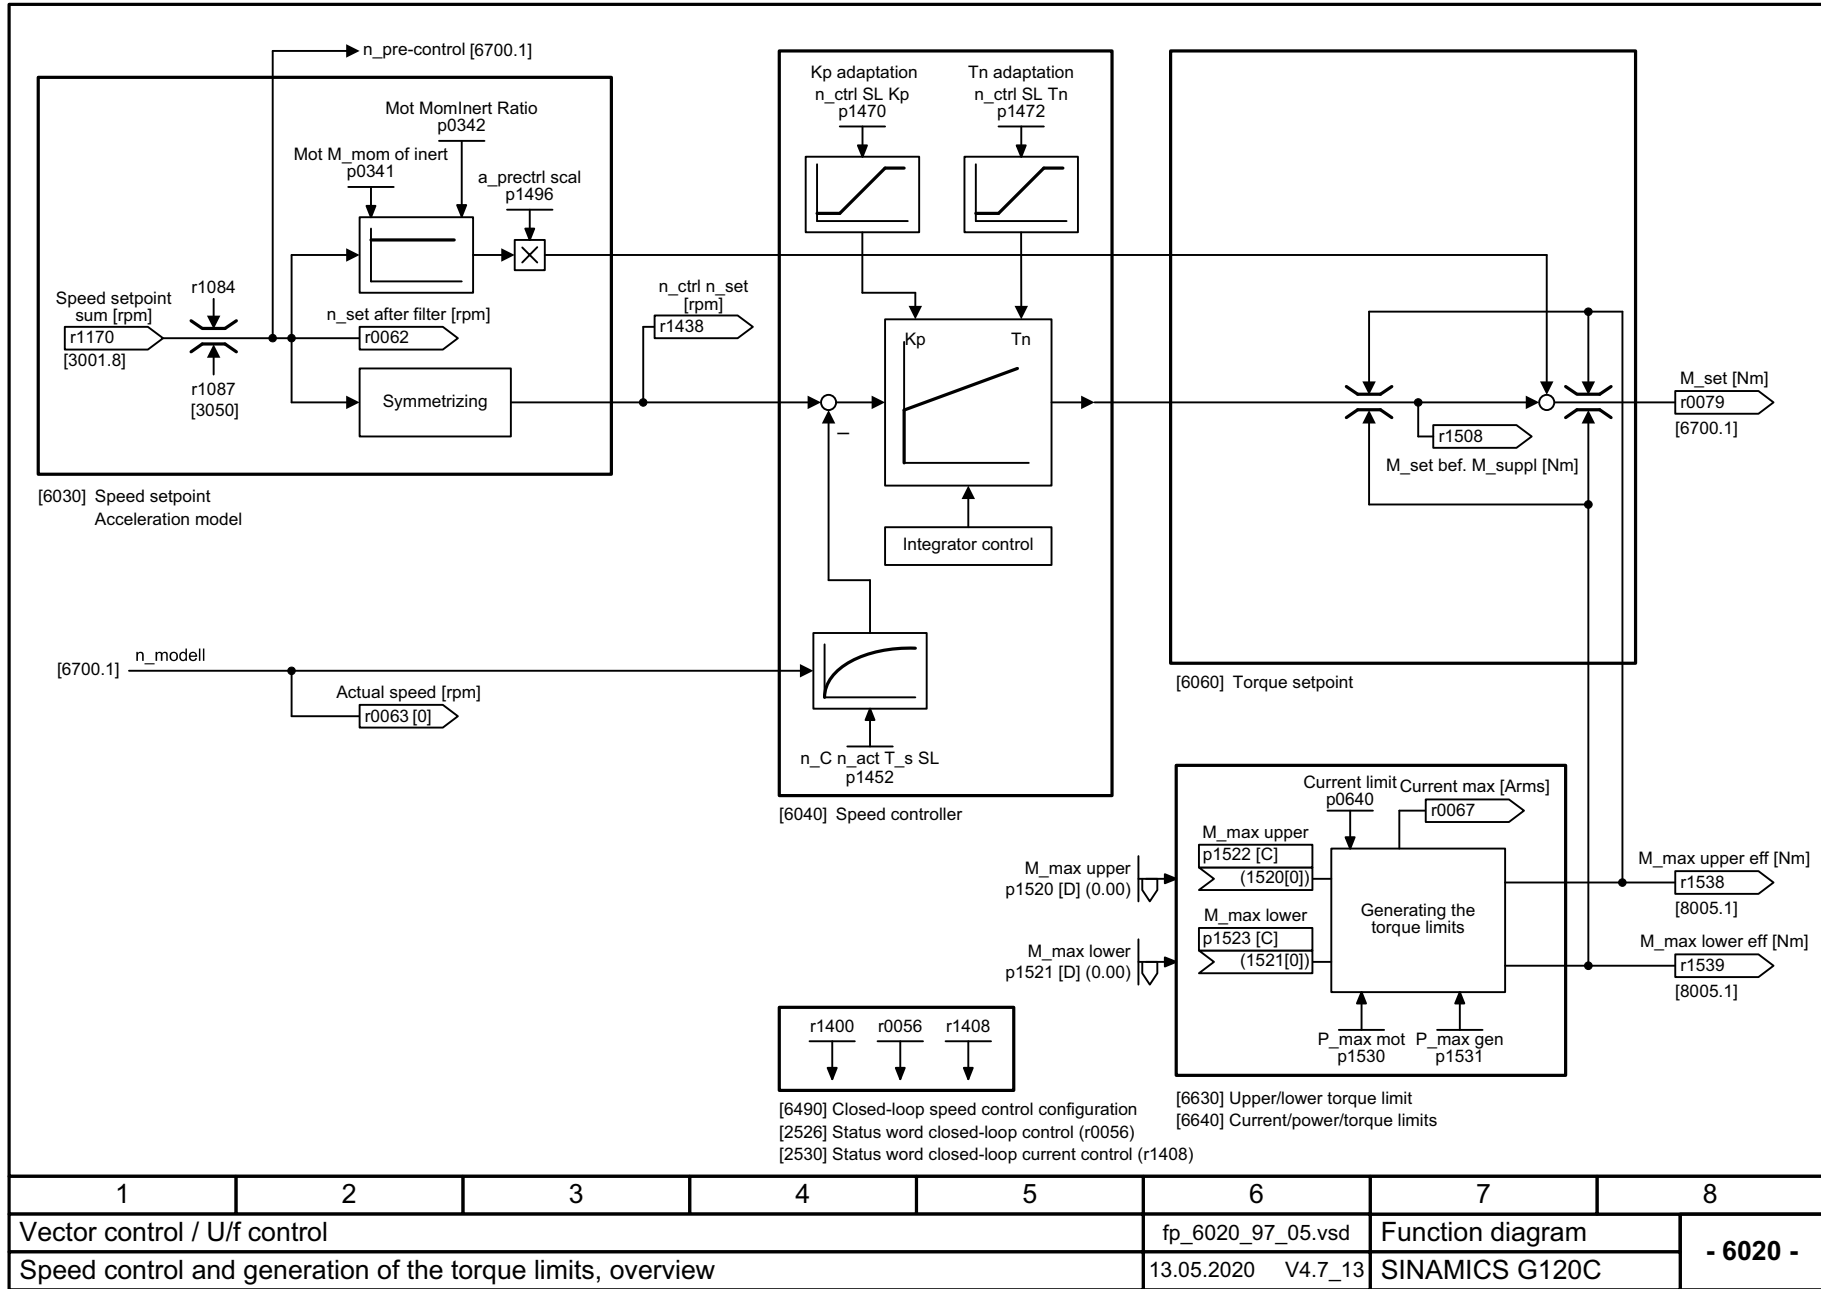 n_pre-control [6700.1]
Mot MomInert Ratio
p0342
Mot M_mom of inert
p0341
a_prectrl scal
p1496
r1084
Speed setpoint
sum [rpm]
r1170
[3001.8]
r1087
[3050]
n_set after filter [rpm]
r0062
Symmetrizing
[6030] Speed setpoint
Acceleration model
n_ctrl n_set
[rpm]
r1438
Kp adaptation
n_ctrl SL Kp
p1470
Tn adaptation
n_ctrl SL Tn
p1472
Kp
Tn
–
Integrator control
[6700.1]
n_modell
Actual speed [rpm]
r0063 [0]
n_C n_act T_s SL
p1452
[6040] Speed controller
r1508
M_set bef. M_suppl [Nm]
M_set [Nm]
r0079
[6700.1]
[6060] Torque setpoint
Current limit
p0640
Current max [Arms]
r0067
M_max upper
p1520 [D] (0.00)
M_max upper
p1522 [C]
(1520[0])
M_max lower
p1521 [D] (0.00)
M_max lower
p1523 [C]
(1521[0])
Generating the
torque limits
P_max mot
p1530
P_max gen
p1531
M_max upper eff [Nm]
r1538
[8005.1]
M_max lower eff [Nm]
r1539
[8005.1]
[6630] Upper/lower torque limit
[6640] Current/power/torque limits
r1400 r0056 r1408
[6490] Closed-loop speed control configuration
[2526] Status word closed-loop control (r0056)
[2530] Status word closed-loop current control (r1408)
1 2 3 4 5 6 7 8
Vector control / U/f control
fp_6020_97_05.vsd
Function diagram
- 6020 -
Speed control and generation of the torque limits, overview
13.05.2020 V4.7_13
SINAMICS G120C